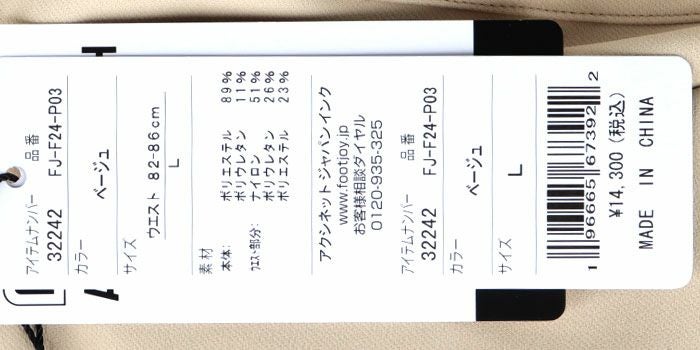 品番
アイテムナンバー FJ-F24-P03
32242
カラー
ベージュ
サイズ
ウエスト 82-86cm
L
素材
本体: ポリエステル 89%
ポリウレタン 11%
ウエスト部分: ナイロン 51%
ポリウレタン 26%
ポリエステル 23%
アクシネットジャパンインク
www.footjoy.jp
お客様相談ダイヤル
0120-935-325
品番
アイテムナンバー FJ-F24-P03
32242
カラー
ベージュ
サイズ
L
1 96665 67392 2
¥14,300(税込)
MADE IN CHINA